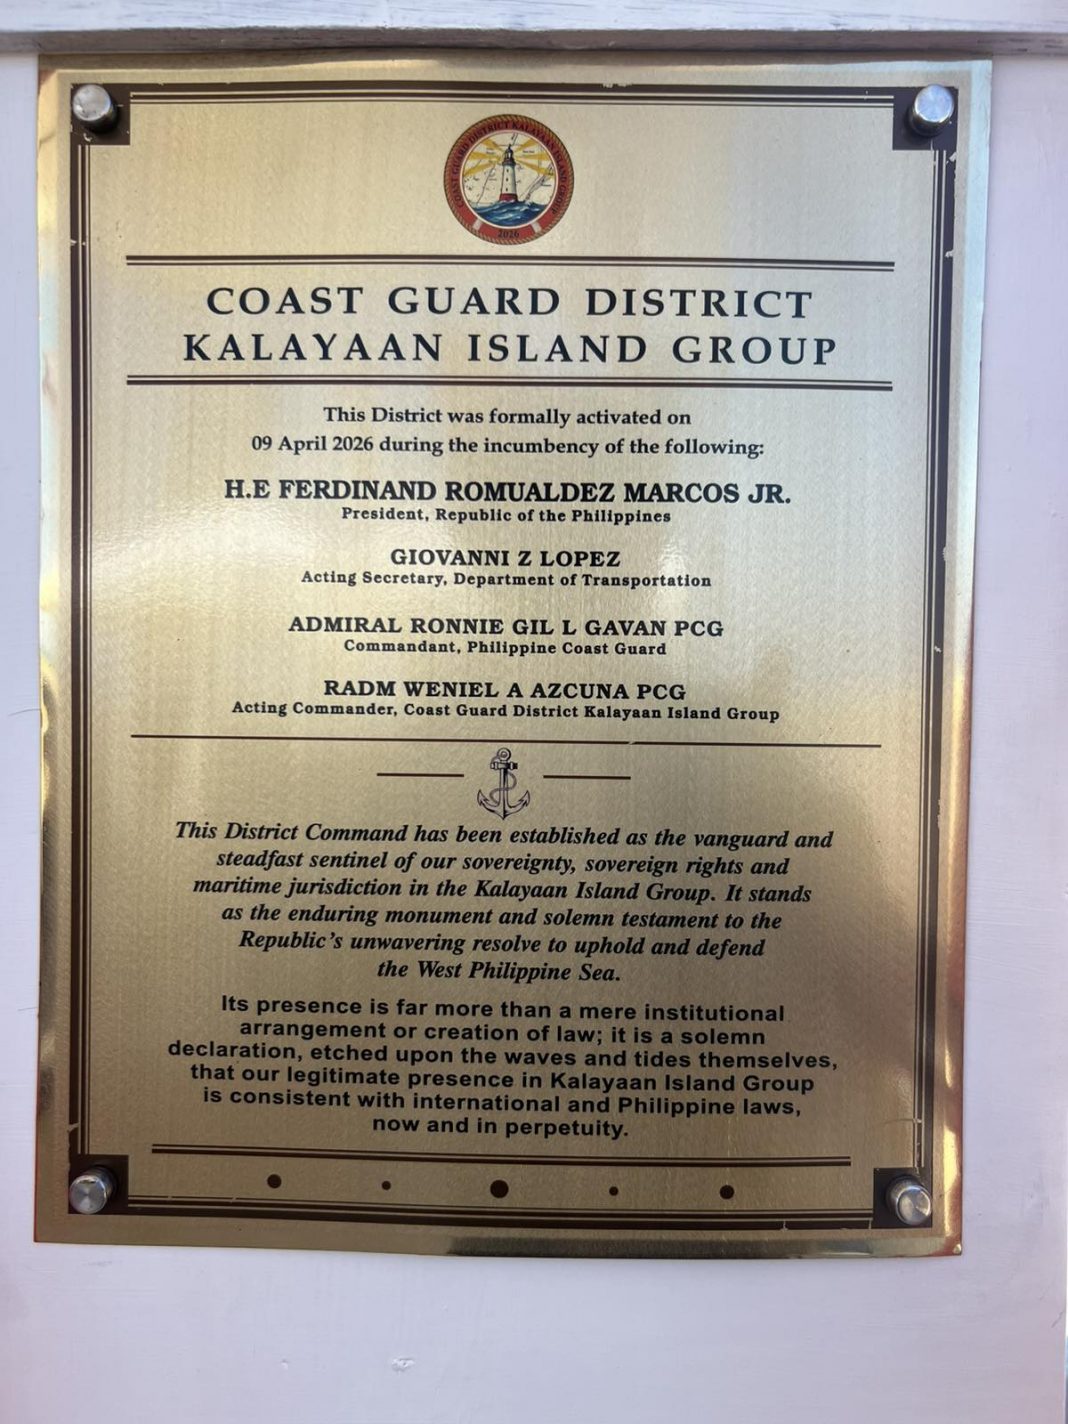 COAST GUARD DISTRICT KALAYAAN ISLAND GROUP
2026
COAST GUARD DISTRICT
KALAYAAN ISLAND GROUP
This District was formally activated on
09 April 2026 during the incumbency of the following:
H.E FERDINAND ROMUALDEZ MARCOS JR.
President, Republic of the Philippines
GIOVANNI Z LOPEZ
Acting Secretary, Department of Transportation
ADMIRAL RONNIE GIL L GAVAN PCG
Commandant, Philippine Coast Guard
RADM WENIEL A AZCUNA PCG
Acting Commander, Coast Guard District Kalayaan Island Group
This District Command has been established as the vanguard and
steadfast sentinel of our sovereignty, sovereign rights and
maritime jurisdiction in the Kalayaan Island Group. It stands
as the enduring monument and solemn testament to the
Republic's unwavering resolve to uphold and defend
the West Philippine Sea.
Its presence is far more than a mere institutional
arrangement or creation of law; it is a solemn
declaration, etched upon the waves and tides themselves,
that our legitimate presence in Kalayaan Island Group
is consistent with international and Philippine laws,
now and in perpetuity.